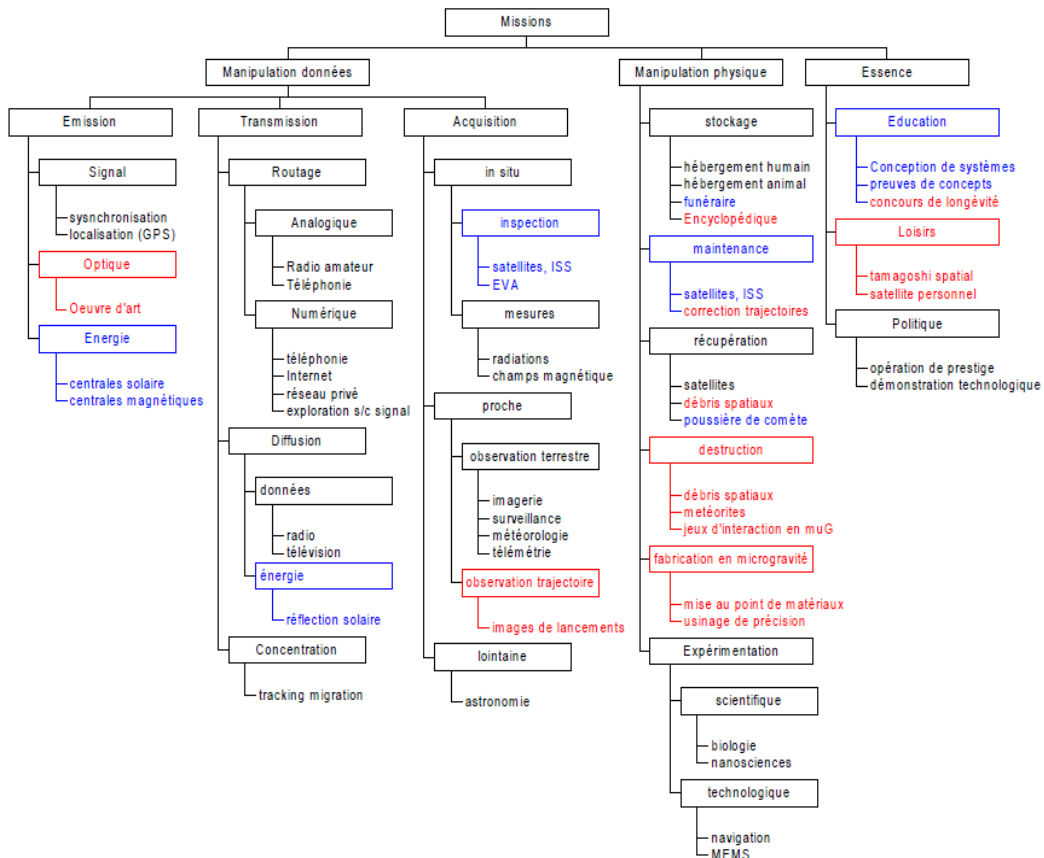 Missions
Manipulation données
Emission
Signal
sysnchronisation
localisation (GPS)
Optique
Oeuvre d'art
Energie
centrales solaire
centrales magnétiques
Transmission
Routage
Analogique
Radio amateur
Téléphonie
Numérique
téléphonie
Internet
réseau privé
exploration s/c signal
Diffusion
données
radio
télévision
énergie
réflection solaire
Concentration
tracking migration
Acquisition
in situ
inspection
satellites, ISS
EVA
mesures
radiations
champs magnétique
proche
observation terrestre
imagerie
surveillance
météorologie
télémétrie
observation trajectoire
images de lancements
lointaine
astronomie
Manipulation physique
stockage
hébergement humain
hébergement animal
funéraire
Encyclopédique
maintenance
satellites, ISS
correction trajectoires
récupération
satellites
débris spatiaux
poussière de comète
destruction
débris spatiaux
metéorites
jeux d'interaction en muG
fabrication en microgravité
mise au point de matériaux
usinage de précision
Expérimentation
scientifique
biologie
nanosciences
technologique
navigation
MEMS
Essence
Education
Conception de systèmes
preuves de concepts
concours de longévité
Loisirs
tamagoshi spatial
satellite personnel
Politique
opération de prestige
démonstration technologique